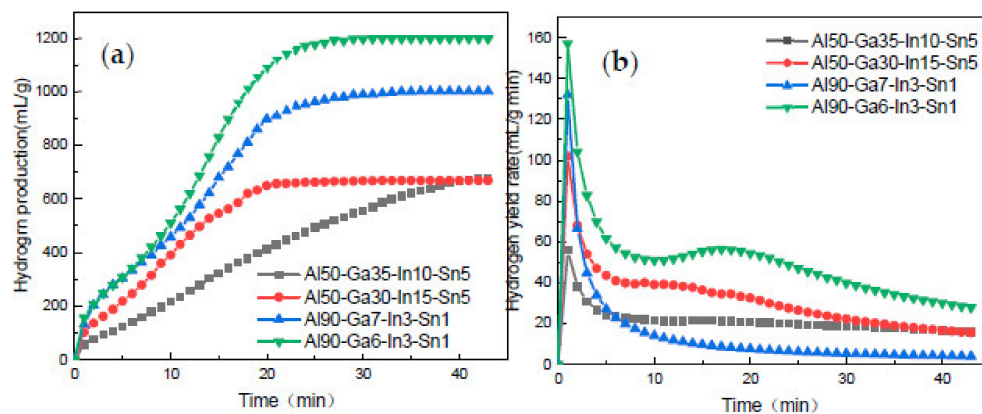 (a)
Hydrogrn production(mL/g)
1200
1000
800
600
400
200
0
Al50-Ga35-In10-Sn5
Al50-Ga30-In15-Sn5
Al90-Ga7-In3-Sn1
Al90-Ga6-In3-Sn1
0 10 20 30 40
Time（min）
(b)
Hydrogen yield rate(mL/g min)
160
140
120
100
80
60
40
20
0
Al50-Ga35-In10-Sn5
Al50-Ga30-In15-Sn5
Al90-Ga7-In3-Sn1
Al90-Ga6-In3-Sn1
0 10 20 30 40
Time（min）